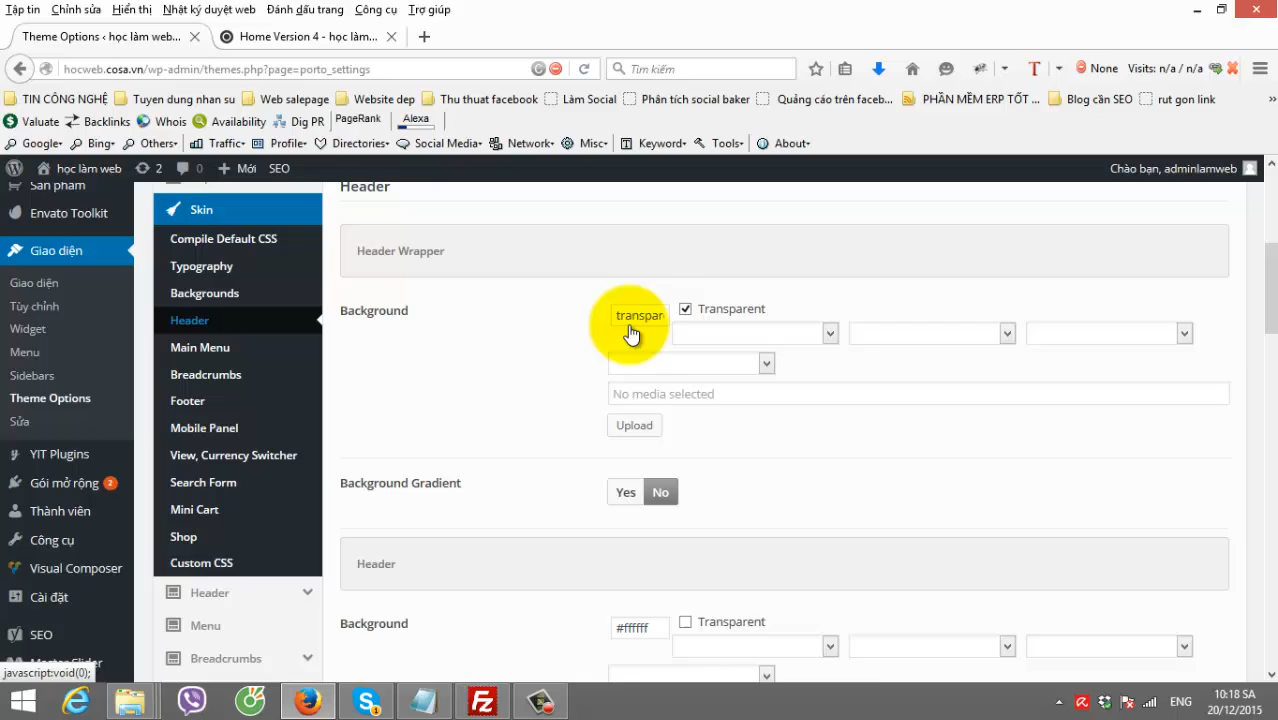 Tập tin Chỉnh sửa Hiển thị Nhật ký duyệt web Đánh dấu trang Công cụ Trợ giúp
Theme Options ‹ học làm web... Home Version 4 - học làm...
hocweb.cosa.vn/wp-admin/themes.php?page=porto_settings Tìm kiếm None Visits: n/a / n/a
TIN CÔNG NGHỆ Tuyen dung nhan su Web salepage Website dep Thu thuat facebook Làm Social Phân tích social baker Quảng cáo trên faceb... PHẦN MỀM ERP TỐT ... Blog cần SEO rut gon link
Valuate Backlinks Whois Availability Dig PR PageRank Alexa
Google Bing Others Traffic Profile Directories Social Media Network Misc Keyword Tools About
học làm web 2 0 Mới SEO Chào bạn, adminlamweb
Sản phẩm
Envato Toolkit
Giao diện
Giao diện
Tùy chỉnh
Widget
Menu
Sidebars
Theme Options
Sửa
YIT Plugins
Gói mở rộng 2
Thành viên
Công cụ
Visual Composer
Cài đặt
SEO
Master Slider
javascript:void(0);
Skin
Compile Default CSS
Typography
Backgrounds
Header
Main Menu
Breadcrumbs
Footer
Mobile Panel
View, Currency Switcher
Search Form
Mini Cart
Shop
Custom CSS
Header
Menu
Breadcrumbs
Header
Header Wrapper
Background transpar Transparent
No media selected
Upload
Background Gradient Yes No
Header
Background #ffffff Transparent
ENG 10:18 SA
20/12/2015